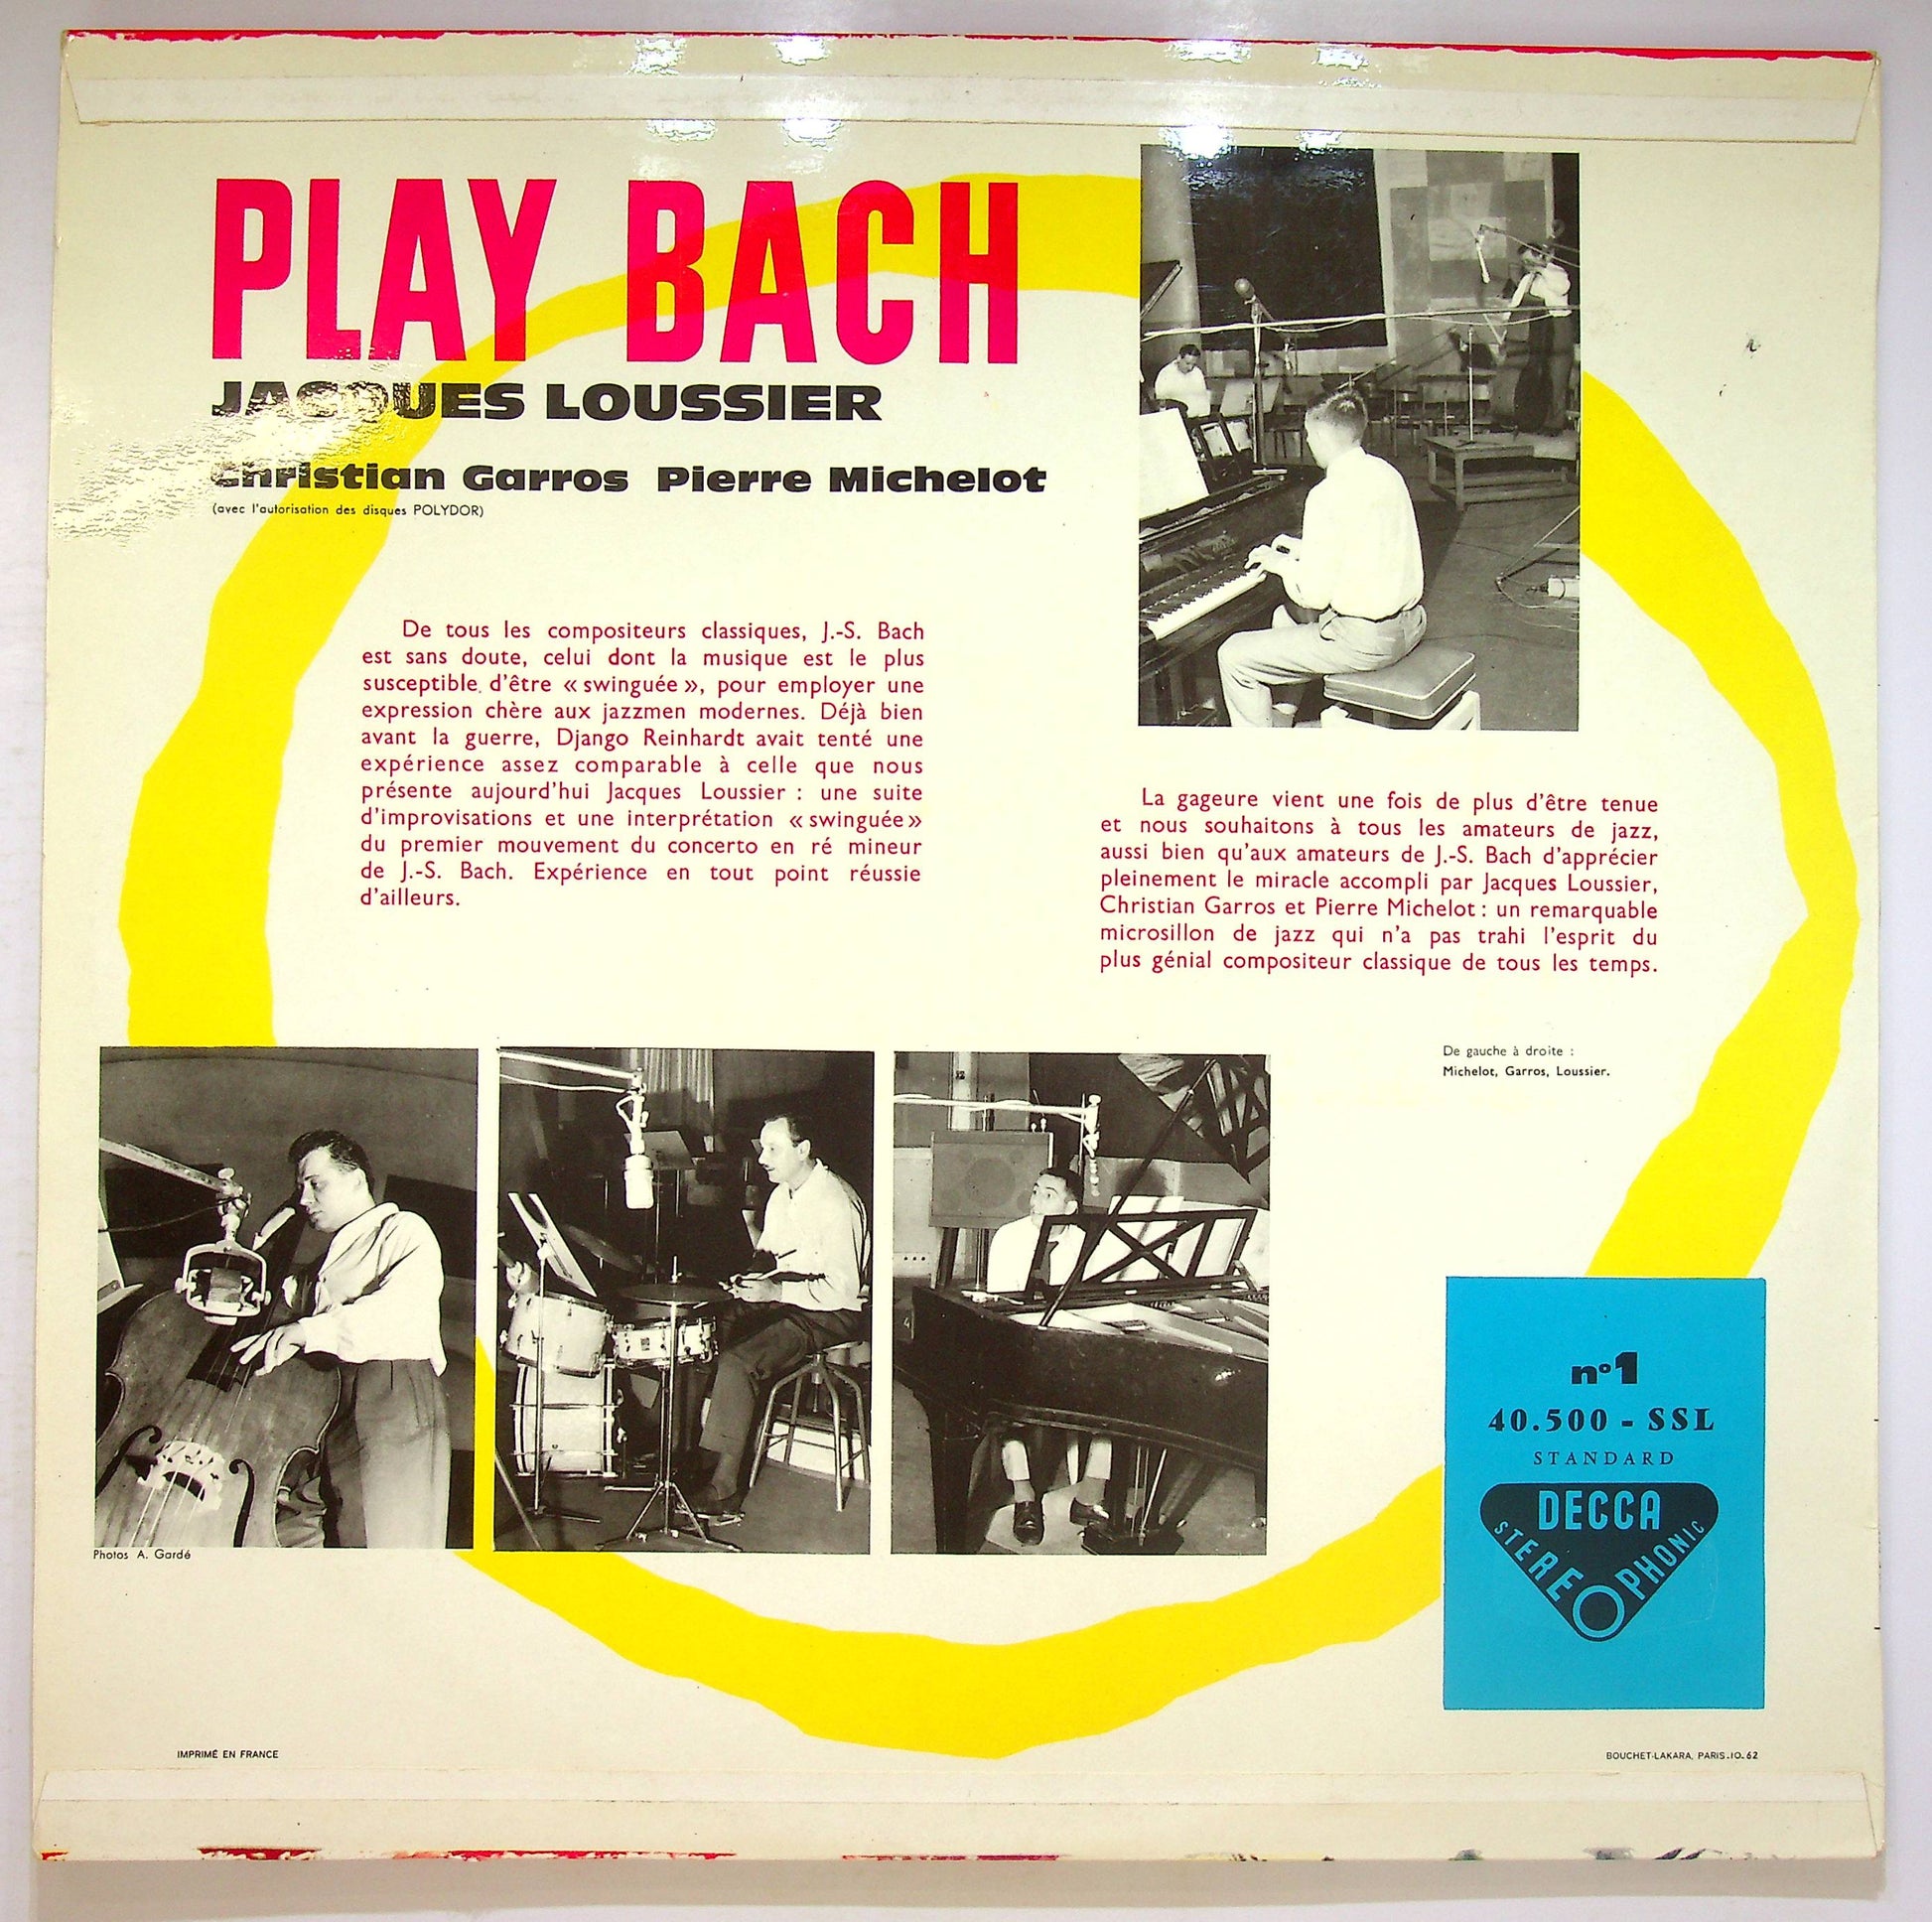 PLAY BACH
JACQUES LOUSSIER
Christian Garros Pierre Michelot
(avec l'autorisation des disques POLYDOR)
De tous les compositeurs classiques, J.-S. Bach
est sans doute, celui dont la musique est le plus
susceptible d'être « swinguée », pour employer une
expression chère aux jazzmen modernes. Déjà bien
avant la guerre, Django Reinhardt avait tenté une
expérience assez comparable à celle que nous
présente aujourd'hui Jacques Loussier : une suite
d'improvisations et une interprétation « swinguée »
du premier mouvement du concerto en ré mineur
de J.-S. Bach. Expérience en tout point réussie
d'ailleurs.
La gageure vient une fois de plus d'être tenue
et nous souhaitons à tous les amateurs de jazz,
aussi bien qu'aux amateurs de J.-S. Bach d'apprécier
pleinement le miracle accompli par Jacques Loussier,
Christian Garros et Pierre Michelot : un remarquable
microsillon de jazz qui n'a pas trahi l'esprit du
plus génial compositeur classique de tous les temps.
De gauche à droite :
Michelot, Garros, Loussier.
Photos A. Gardé
n°1
40.500 - SSL
STANDARD
DECCA
STEREOPHONIC
IMPRIMÉ EN FRANCE
BOUCHET-LAKARA, PARIS.10.62